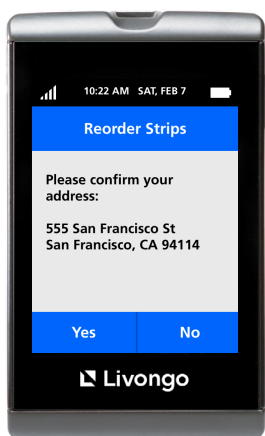 10:22 AM SAT, FEB 7
Reorder Strips
Please confirm your
address:
555 San Francisco St
San Francisco, CA 94114
Yes No
Livongo